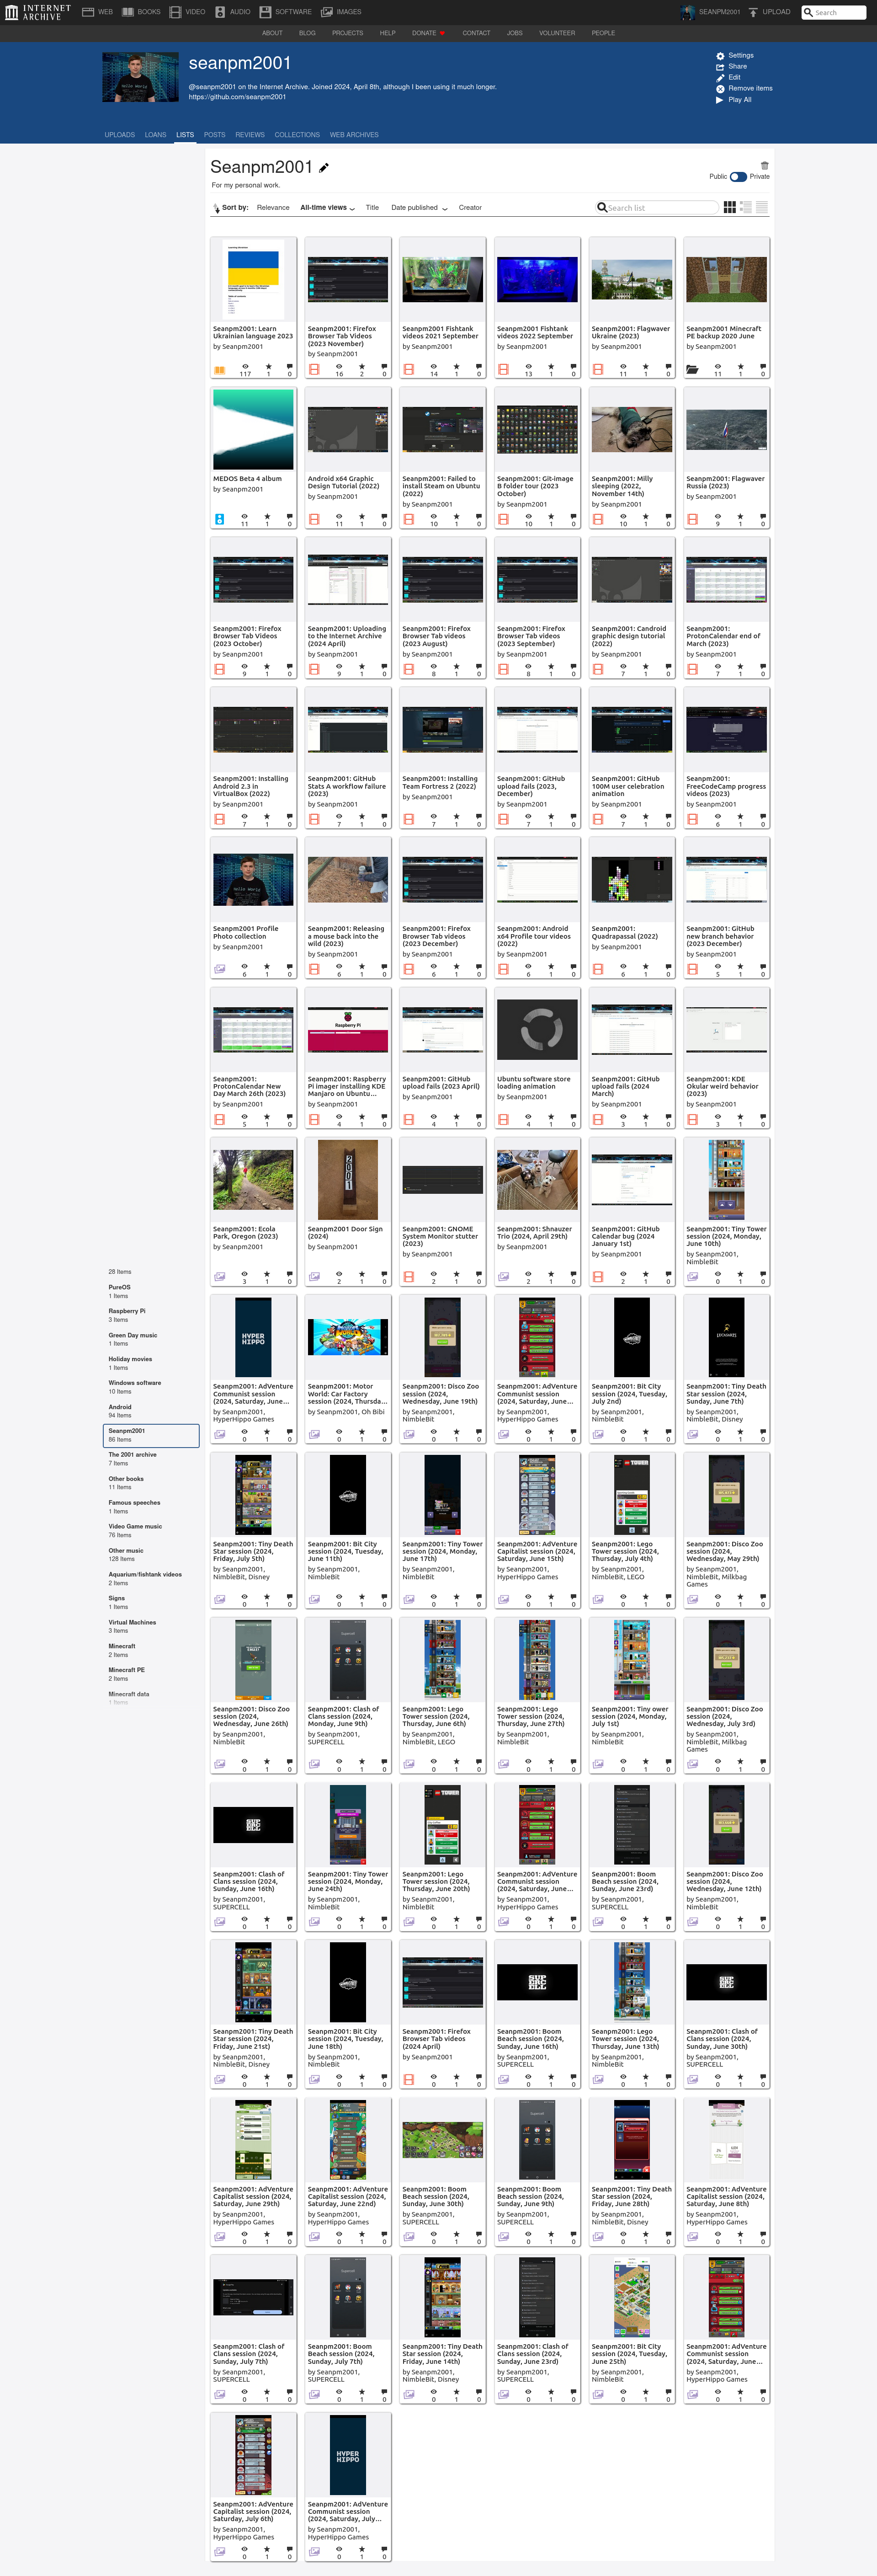 INTERNET ARCHIVE
WEB BOOKS VIDEO AUDIO SOFTWARE IMAGES
SEANPM2001 UPLOAD Search
ABOUT BLOG PROJECTS HELP DONATE CONTACT JOBS VOLUNTEER PEOPLE
seanpm2001
@seanpm2001 on the Internet Archive. Joined 2024, April 8th, although I been using it much longer.
https://github.com/seanpm2001
Settings
Share
Edit
Remove items
Play All
UPLOADS LOANS LISTS POSTS REVIEWS COLLECTIONS WEB ARCHIVES
Seanpm2001
For my personal work.
Public Private
Sort by: Relevance All-time views Title Date published Creator
Search list
Seanpm2001: Learn
Ukrainian language 2023
by Seanpm2001
117 1 0
Seanpm2001: Firefox
Browser Tab Videos
(2023 November)
by Seanpm2001
16 2 0
Seanpm2001 Fishtank
videos 2021 September
by Seanpm2001
14 1 0
Seanpm2001 Fishtank
videos 2022 September
by Seanpm2001
13 1 0
Seanpm2001: Flagwaver
Ukraine (2023)
by Seanpm2001
11 1 0
Seanpm2001 Minecraft
PE backup 2020 June
by Seanpm2001
11 1 0
MEDOS Beta 4 album
by Seanpm2001
11 1 0
Android x64 Graphic
Design Tutorial (2022)
by Seanpm2001
11 1 0
Seanpm2001: Failed to
install Steam on Ubuntu
(2022)
by Seanpm2001
10 1 0
Seanpm2001: Git-image
B folder tour (2023
October)
by Seanpm2001
10 1 0
Seanpm2001: Milly
sleeping (2022,
November 14th)
by Seanpm2001
10 1 0
Seanpm2001: Flagwaver
Russia (2023)
by Seanpm2001
9 1 0
Seanpm2001: Firefox
Browser Tab Videos
(2023 October)
by Seanpm2001
9 1 0
Seanpm2001: Uploading
to the Internet Archive
(2024 April)
by Seanpm2001
9 1 0
Seanpm2001: Firefox
Browser Tab videos
(2023 August)
by Seanpm2001
8 1 0
Seanpm2001: Firefox
Browser Tab videos
(2023 September)
by Seanpm2001
8 1 0
Seanpm2001: Candroid
graphic design tutorial
(2022)
by Seanpm2001
7 1 0
Seanpm2001:
ProtonCalendar end of
March (2023)
by Seanpm2001
7 1 0
Seanpm2001: Installing
Android 2.3 in
VirtualBox (2022)
by Seanpm2001
7 1 0
Seanpm2001: GitHub
Stats A workflow failure
(2023)
by Seanpm2001
7 1 0
Seanpm2001: Installing
Team Fortress 2 (2022)
by Seanpm2001
7 1 0
Seanpm2001: GitHub
upload fails (2023,
December)
by Seanpm2001
7 1 0
Seanpm2001: GitHub
100M user celebration
animation
by Seanpm2001
7 1 0
Seanpm2001:
FreeCodeCamp progress
videos (2023)
by Seanpm2001
6 1 0
Seanpm2001 Profile
Photo collection
by Seanpm2001
6 1 0
Seanpm2001: Releasing
a mouse back into the
wild (2023)
by Seanpm2001
6 1 0
Seanpm2001: Firefox
Browser Tab videos
(2023 December)
by Seanpm2001
6 1 0
Seanpm2001: Android
x64 Profile tour videos
(2022)
by Seanpm2001
6 1 0
Seanpm2001:
Quadrapassal (2022)
by Seanpm2001
6 1 0
Seanpm2001: GitHub
new branch behavior
(2023 December)
by Seanpm2001
5 1 0
Seanpm2001:
ProtonCalendar New
Day March 26th (2023)
by Seanpm2001
5 1 0
Raspberry Pi
Seanpm2001: Raspberry
Pi imager installing KDE
Manjaro on Ubuntu...
by Seanpm2001
4 1 0
Seanpm2001: GitHub
upload fails (2023 April)
by Seanpm2001
4 1 0
Ubuntu software store
loading animation
by Seanpm2001
4 1 0
Seanpm2001: GitHub
upload fails (2024
March)
by Seanpm2001
3 1 0
Seanpm2001: KDE
Okular weird behavior
(2023)
by Seanpm2001
3 1 0
Seanpm2001: Ecola
Park, Oregon (2023)
by Seanpm2001
3 1 0
2001
Seanpm2001 Door Sign
(2024)
by Seanpm2001
2 1 0
Seanpm2001: GNOME
System Monitor stutter
(2023)
by Seanpm2001
2 1 0
Seanpm2001: Shnauzer
Trio (2024, April 29th)
by Seanpm2001
2 1 0
Seanpm2001: GitHub
Calendar bug (2024
January 1st)
by Seanpm2001
2 1 0
Seanpm2001: Tiny Tower
session (2024, Monday,
June 10th)
by Seanpm2001,
NimbleBit
0 1 0
28 Items
PureOS
1 Items
Raspberry Pi
3 Items
Green Day music
1 Items
Holiday movies
1 Items
Windows software
10 Items
Android
94 Items
Seanpm2001
86 Items
The 2001 archive
7 Items
Other books
11 Items
Famous speeches
1 Items
Video Game music
76 Items
Other music
128 Items
Aquarium/fishtank videos
2 Items
Signs
1 Items
Virtual Machines
3 Items
Minecraft
2 Items
Minecraft PE
2 Items
Minecraft data
1 Items
HYPER HIPPO
Seanpm2001: AdVenture
Communist session
(2024, Saturday, June...
by Seanpm2001,
HyperHippo Games
0 1 0
Seanpm2001: Motor
World: Car Factory
session (2024, Thursda...
by Seanpm2001, Oh Bibi
0 1 0
Seanpm2001: Disco Zoo
session (2024,
Wednesday, June 19th)
by Seanpm2001,
NimbleBit
0 1 0
Seanpm2001: AdVenture
Communist session
(2024, Saturday, June...
by Seanpm2001,
HyperHippo Games
0 1 0
Seanpm2001: Bit City
session (2024, Tuesday,
July 2nd)
by Seanpm2001,
NimbleBit
0 1 0
Seanpm2001: Tiny Death
Star session (2024,
Sunday, June 7th)
by Seanpm2001,
NimbleBit, Disney
0 1 0
Seanpm2001: Tiny Death
Star session (2024,
Friday, July 5th)
by Seanpm2001,
NimbleBit, Disney
0 1 0
Seanpm2001: Bit City
session (2024, Tuesday,
June 11th)
by Seanpm2001,
NimbleBit
0 1 0
Seanpm2001: Tiny Tower
session (2024, Monday,
June 17th)
by Seanpm2001,
NimbleBit
0 1 0
Seanpm2001: AdVenture
Capitalist session (2024,
Saturday, June 15th)
by Seanpm2001,
HyperHippo Games
0 1 0
TOWER
Seanpm2001: Lego
Tower session (2024,
Thursday, July 4th)
by Seanpm2001,
NimbleBit, LEGO
0 1 0
Seanpm2001: Disco Zoo
session (2024,
Wednesday, May 29th)
by Seanpm2001,
NimbleBit, Milkbag
Games
0 1 0
Seanpm2001: Disco Zoo
session (2024,
Wednesday, June 26th)
by Seanpm2001,
NimbleBit
0 1 0
Seanpm2001: Clash of
Clans session (2024,
Monday, June 9th)
by Seanpm2001,
SUPERCELL
0 1 0
Seanpm2001: Lego
Tower session (2024,
Thursday, June 6th)
by Seanpm2001,
NimbleBit, LEGO
0 1 0
Seanpm2001: Lego
Tower session (2024,
Thursday, June 27th)
by Seanpm2001,
NimbleBit
0 1 0
Seanpm2001: Tiny ower
session (2024, Monday,
July 1st)
by Seanpm2001,
NimbleBit
0 1 0
Seanpm2001: Disco Zoo
session (2024,
Wednesday, July 3rd)
by Seanpm2001,
NimbleBit, Milkbag
Games
0 1 0
SUPERCELL
Seanpm2001: Clash of
Clans session (2024,
Sunday, June 16th)
by Seanpm2001,
SUPERCELL
0 1 0
Seanpm2001: Tiny Tower
session (2024, Monday,
June 24th)
by Seanpm2001,
NimbleBit
0 1 0
TOWER
Seanpm2001: Lego
Tower session (2024,
Thursday, June 20th)
by Seanpm2001,
NimbleBit
0 1 0
Seanpm2001: AdVenture
Communist session
(2024, Saturday, June...
by Seanpm2001,
HyperHippo Games
0 1 0
Seanpm2001: Boom
Beach session (2024,
Sunday, June 23rd)
by Seanpm2001,
SUPERCELL
0 1 0
Seanpm2001: Disco Zoo
session (2024,
Wednesday, June 12th)
by Seanpm2001,
NimbleBit
0 1 0
Seanpm2001: Tiny Death
Star session (2024,
Friday, June 21st)
by Seanpm2001,
NimbleBit, Disney
0 1 0
Seanpm2001: Bit City
session (2024, Tuesday,
June 18th)
by Seanpm2001,
NimbleBit
0 1 0
Seanpm2001: Firefox
Browser Tab videos
(2024 April)
by Seanpm2001
0 1 0
SUPERCELL
Seanpm2001: Boom
Beach session (2024,
Sunday, June 16th)
by Seanpm2001,
SUPERCELL
0 1 0
Seanpm2001: Lego
Tower session (2024,
Thursday, June 13th)
by Seanpm2001,
NimbleBit
0 1 0
SUPERCELL
Seanpm2001: Clash of
Clans session (2024,
Sunday, June 30th)
by Seanpm2001,
SUPERCELL
0 1 0
Seanpm2001: AdVenture
Capitalist session (2024,
Saturday, June 29th)
by Seanpm2001,
HyperHippo Games
0 1 0
Seanpm2001: AdVenture
Capitalist session (2024,
Saturday, June 22nd)
by Seanpm2001,
HyperHippo Games
0 1 0
Seanpm2001: Boom
Beach session (2024,
Sunday, June 30th)
by Seanpm2001,
SUPERCELL
0 1 0
Seanpm2001: Boom
Beach session (2024,
Sunday, June 9th)
by Seanpm2001,
SUPERCELL
0 1 0
Seanpm2001: Tiny Death
Star session (2024,
Friday, June 28th)
by Seanpm2001,
NimbleBit, Disney
0 1 0
Seanpm2001: AdVenture
Capitalist session (2024,
Saturday, June 8th)
by Seanpm2001,
HyperHippo Games
0 1 0
Seanpm2001: Clash of
Clans session (2024,
Sunday, July 7th)
by Seanpm2001,
SUPERCELL
0 1 0
Seanpm2001: Boom
Beach session (2024,
Sunday, July 7th)
by Seanpm2001,
SUPERCELL
0 1 0
Seanpm2001: Tiny Death
Star session (2024,
Friday, June 14th)
by Seanpm2001,
NimbleBit, Disney
0 1 0
Seanpm2001: Clash of
Clans session (2024,
Sunday, June 23rd)
by Seanpm2001,
SUPERCELL
0 1 0
Seanpm2001: Bit City
session (2024, Tuesday,
June 25th)
by Seanpm2001,
NimbleBit
0 1 0
Seanpm2001: AdVenture
Communist session
(2024, Saturday, June...
by Seanpm2001,
HyperHippo Games
0 1 0
Seanpm2001: AdVenture
Capitalist session (2024,
Saturday, July 6th)
by Seanpm2001,
HyperHippo Games
0 1 0
HYPER HIPPO
Seanpm2001: AdVenture
Communist session
(2024, Saturday, July...
by Seanpm2001,
HyperHippo Games
0 1 0